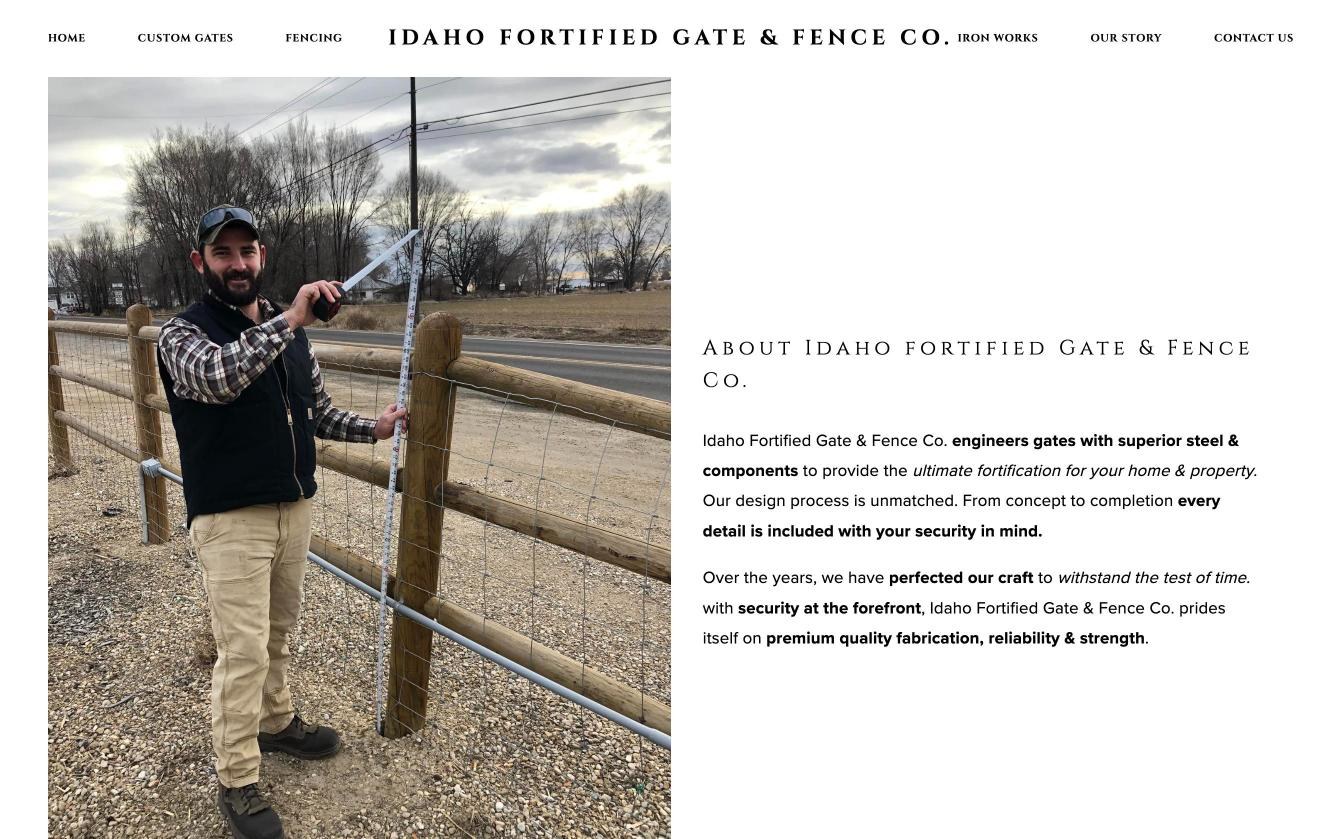 HOME
CUSTOM GATES
FENCING
IDAHO FORTIFIED GATE & FENCE CO.
IRON WORKS
OUR STORY
CONTACT US
About Idaho fortified Gate & Fence
Co.
Idaho Fortified Gate & Fence Co. engineers gates with superior steel &
components to provide the ultimate fortification for your home & property.
Our design process is unmatched. From concept to completion every
detail is included with your security in mind.
Over the years, we have perfected our craft to withstand the test of time.
with security at the forefront, Idaho Fortified Gate & Fence Co. prides
itself on premium quality fabrication, reliability & strength.